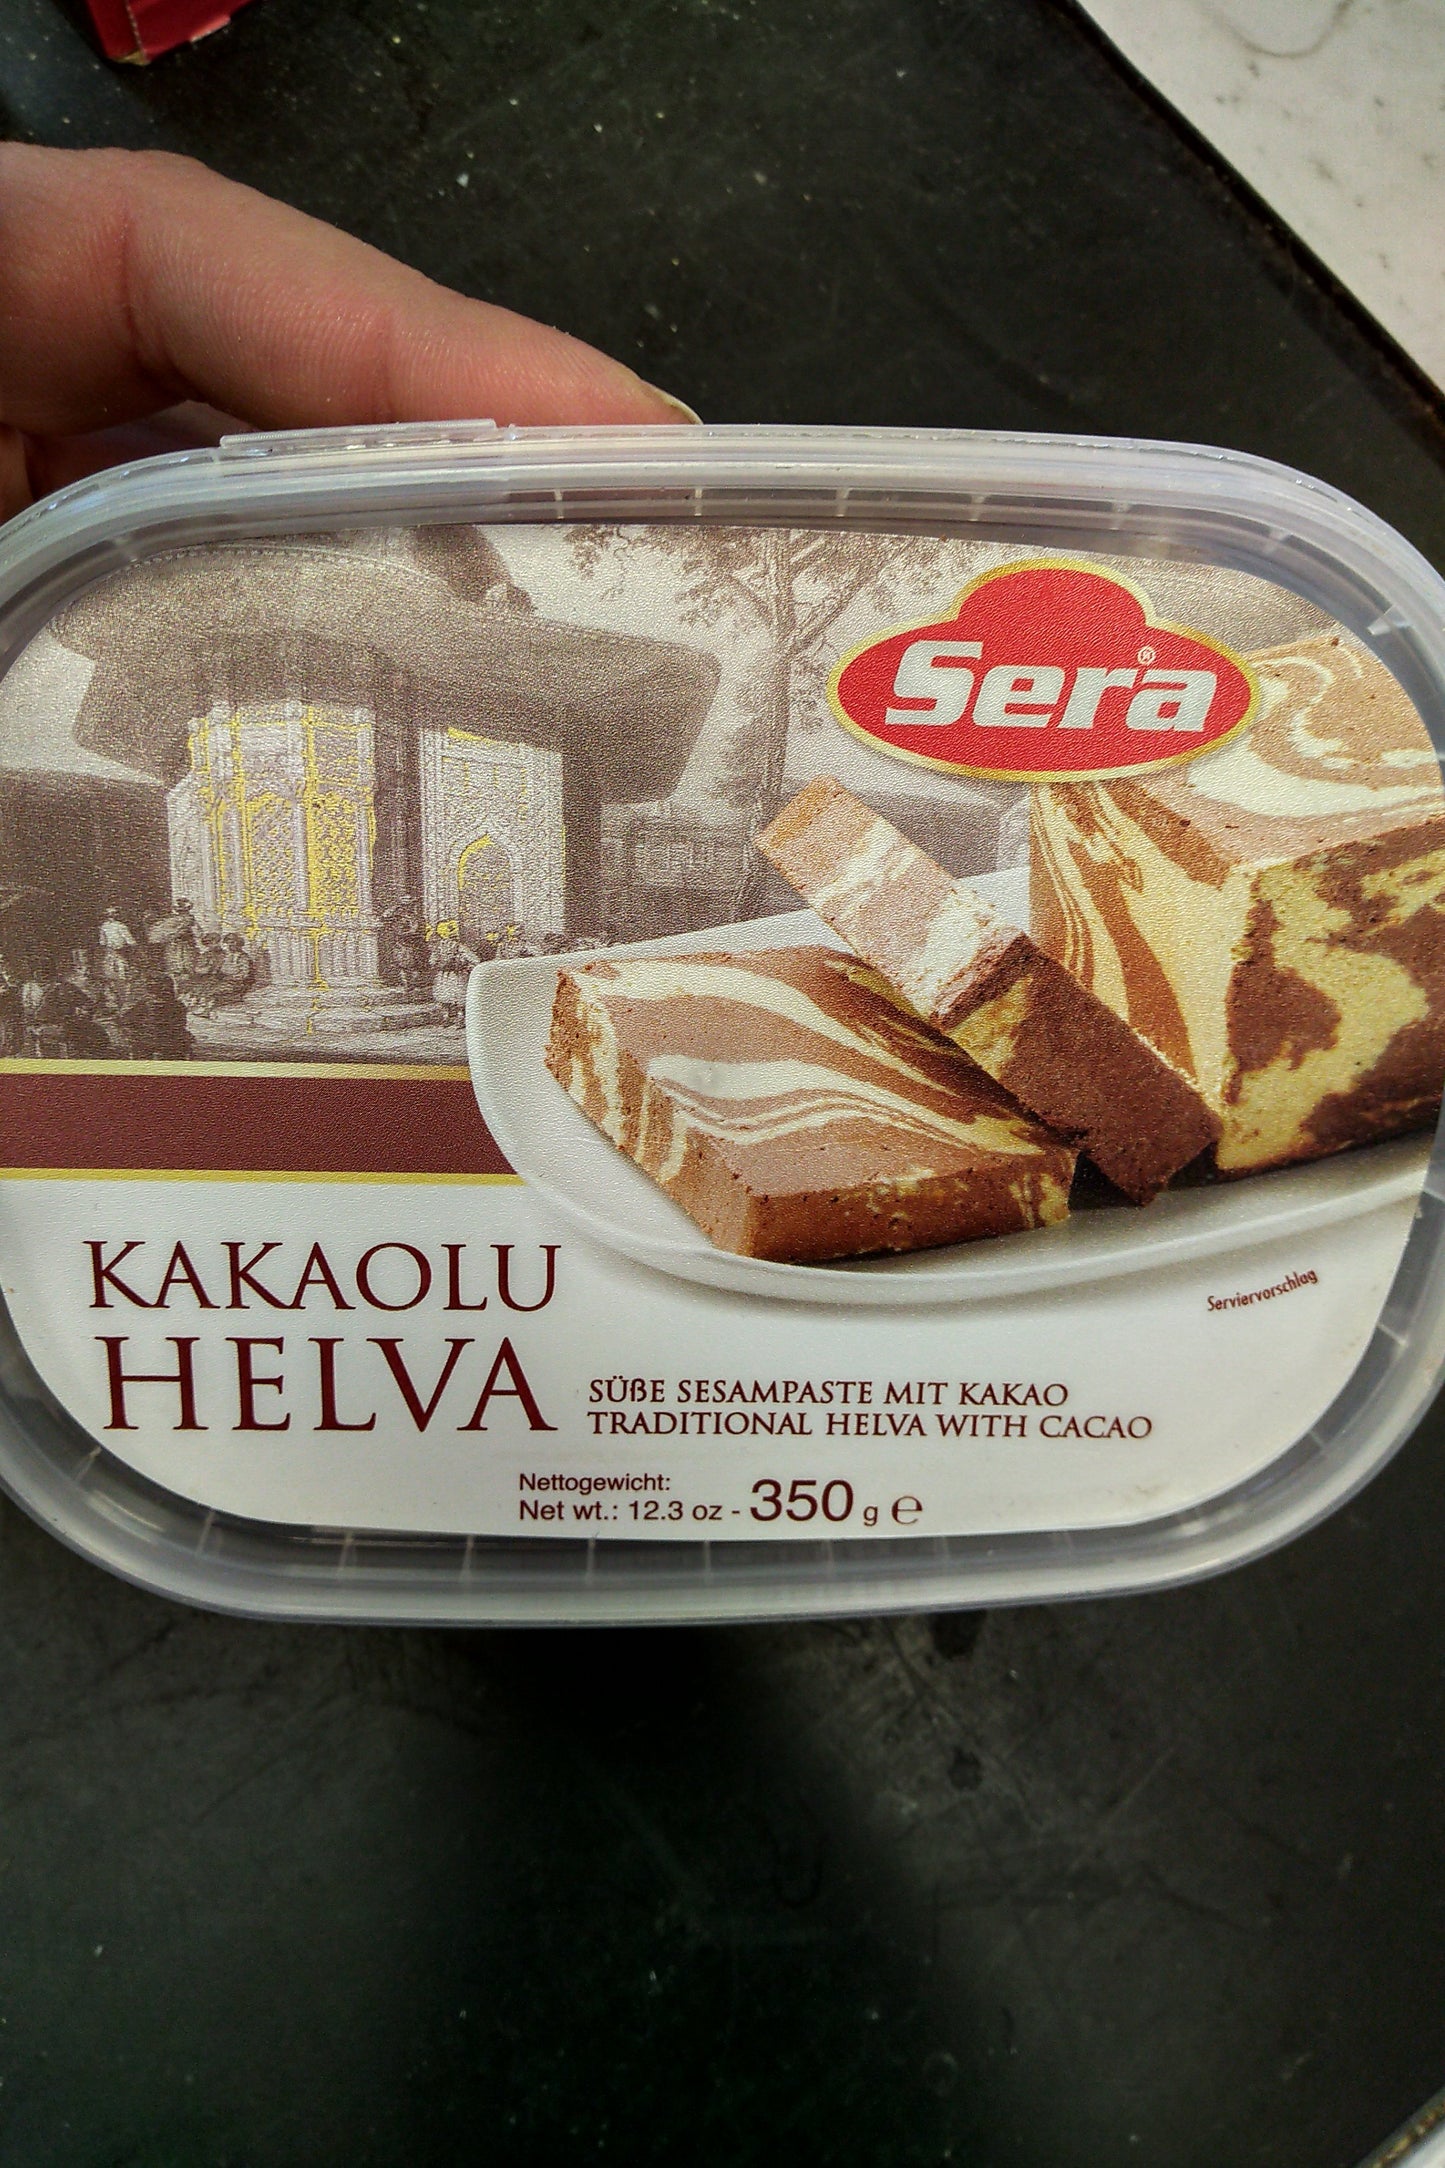 Sera®
KAKAOLU
HELVA
SÜßE SESAMPASTE MIT KAKAO
TRADITIONAL HELVA WITH CACAO
Serviervorschlag
Nettogewicht:
Net wt.: 12.3 oz - 350 g ℮